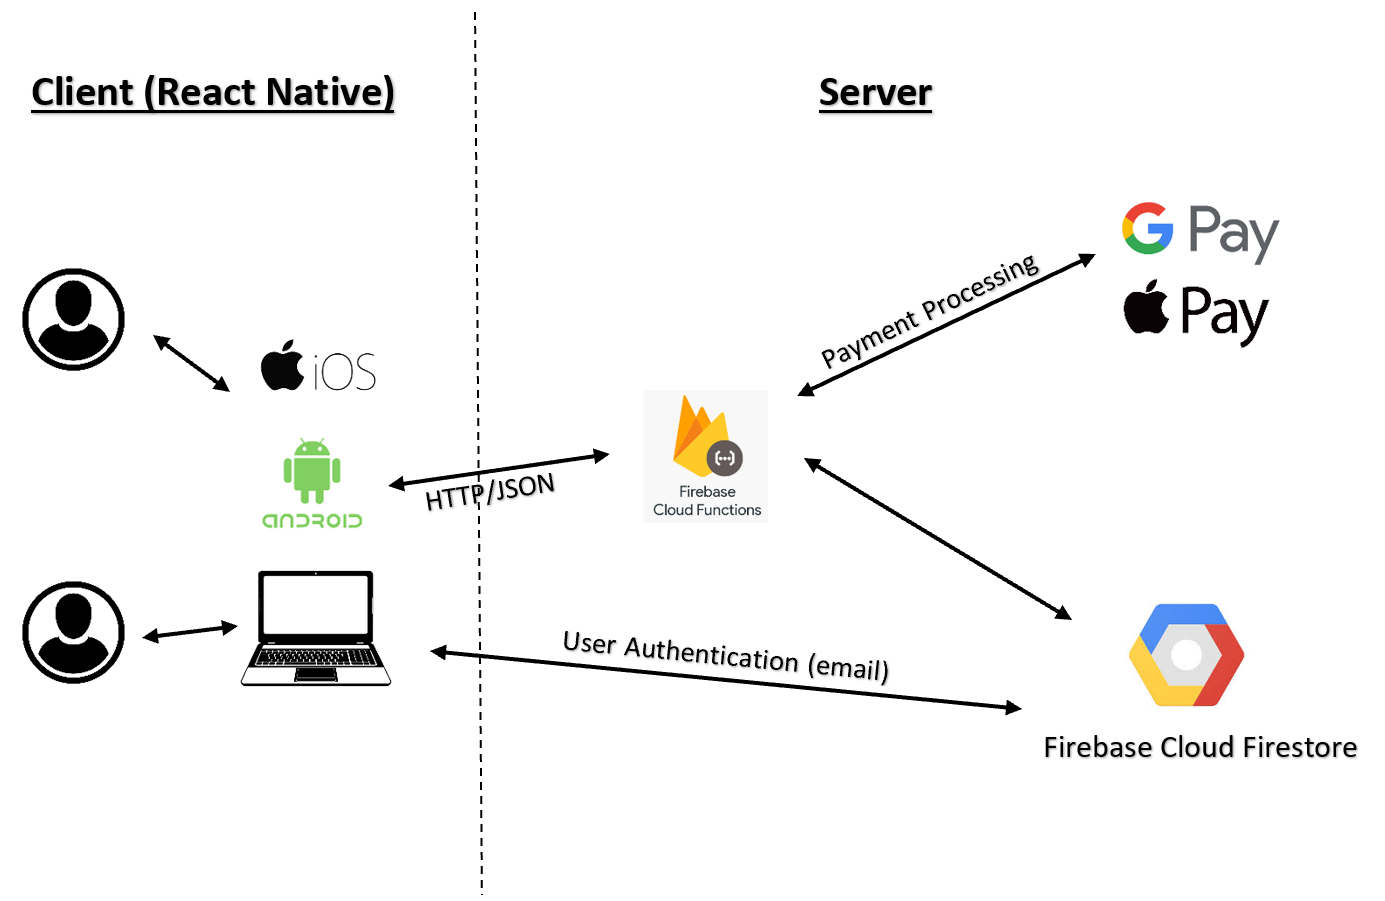 Client (React Native)
Server
G Pay
Pay
Payment Processing
iOS
ANDROID
HTTP/JSON
Firebase
Cloud Functions
User Authentication (email)
Firebase Cloud Firestore